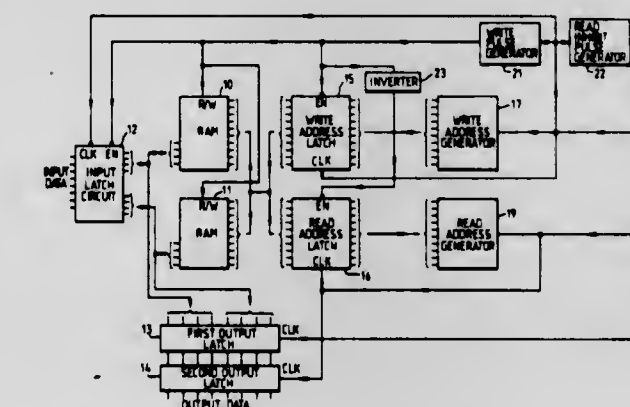 WRITE PULSE GENERATOR
21
READ INHIBIT PULSE GENERATOR
22
10
15
INVERTER
23
12
R/W
RAM
EN
WRITE ADDRESS LATCH
CLK
17
WRITE ADDRESS GENERATOR
CLK EN
INPUT DATA
INPUT LATCH CIRCUIT
11
R/W
RAM
EN
READ ADDRESS LATCH
CLK
16
19
READ ADDRESS GENERATOR
13
FIRST OUTPUT LATCH
CLK
14
SECOND OUTPUT LATCH
CLK
OUTPUT DATA